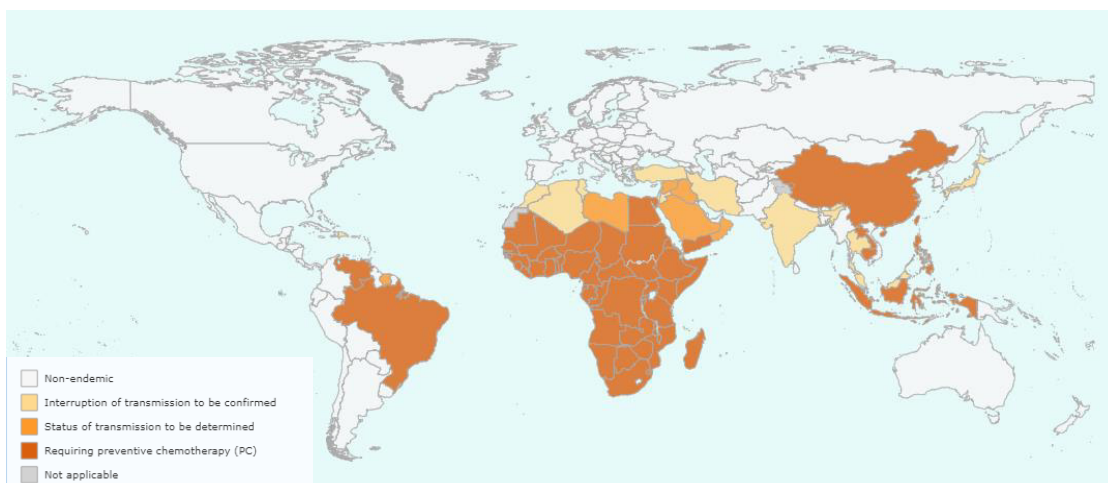 Non-endemic
Interruption of transmission to be confirmed
Status of transmission to be determined
Requiring preventive chemotherapy (PC)
Not applicable